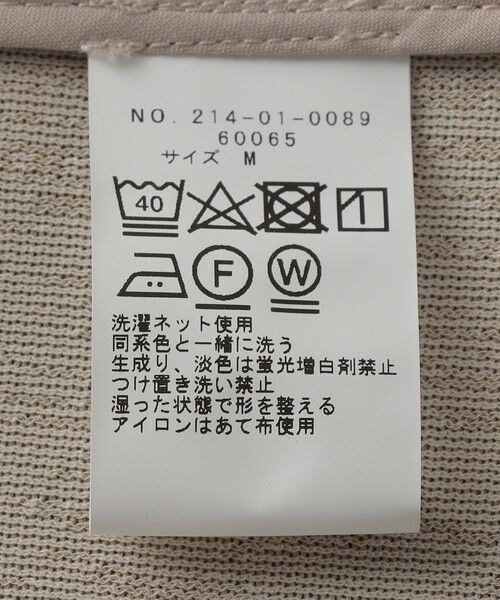 NO. 214-01-0089
60065
サイズ M
40
F W
洗濯ネット使用
同系色と一緒に洗う
生成り、淡色は蛍光増白剤禁止
つけ置き洗い禁止
湿った状態で形を整える
アイロンはあて布使用